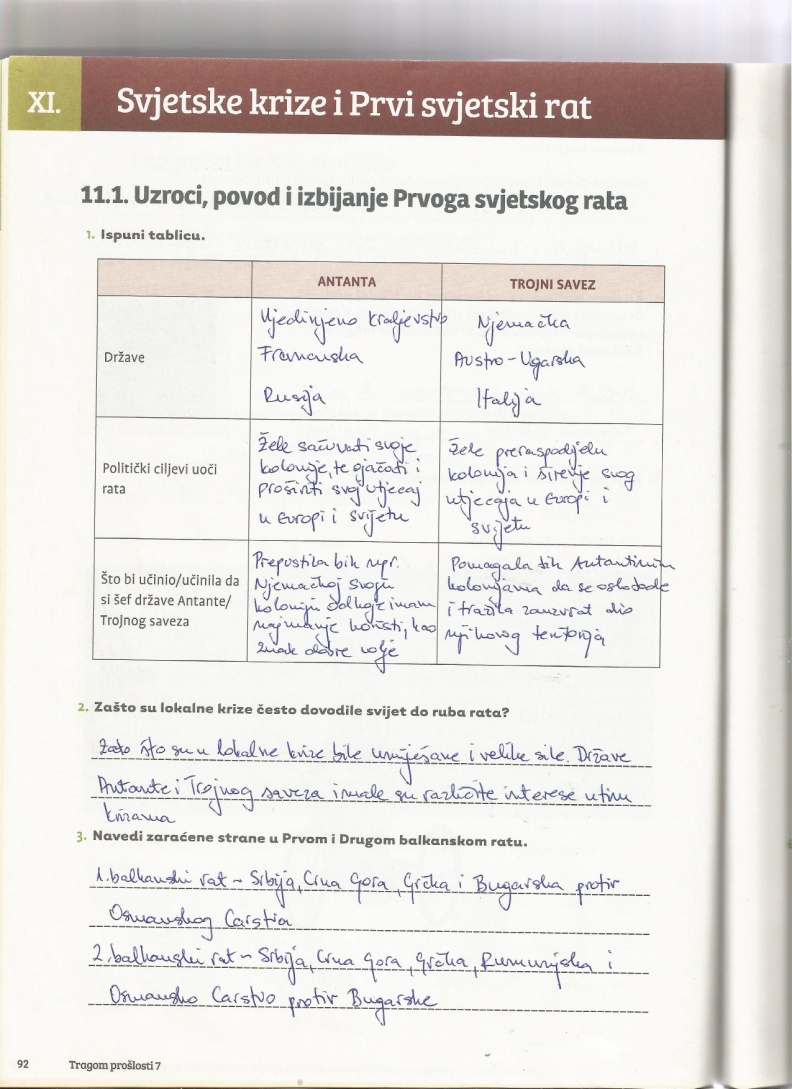 XI. Svjetske krize i Prvi svjetski rat
11.1. Uzroci, povod i izbijanje Prvoga svjetskog rata
1. Ispuni tablicu.
ANTANTA
TROJNI SAVEZ
Države
Ujedinjeno Kraljevstvo
Francuska
Rusija
Njemačka
Austro-Ugarska
Italija
Politički ciljevi uoči
rata
Žele sačuvati svoje
kolonije, te ojačati i
proširiti svoj utjecaj
u Europi i svijetu
Žele preraspodjelu
kolonija i širenje svog
utjecaja u Europi i
svijetu
Što bi učinio/učinila da
si šef države Antante/
Trojnog saveza
Prepustila bih npr.
Njemačkoj svoju
koloniju od koje imam
najmanje koristi, kao
znak dobre volje
Pomagala bih Antantinim
kolonijama da se oslobode
i tražila zauzvrat dio
njihovog teritorija
2. Zašto su lokalne krize često dovodile svijet do ruba rata?
Zato što su u lokalne krize bile umiješane i velike sile. Države
Antante i Trojnog saveza imale su različite interese u tim
krizama
3. Navedi zaraćene strane u Prvom i Drugom balkanskom ratu.
1. balkanski rat - Srbija, Crna Gora, Grčka i Bugarska protiv
Osmanskog Carstva
2. balkanski rat - Srbija, Crna Gora, Grčka, Rumunjska i
Osmansko Carstvo protiv Bugarske
92 Tragom prošlosti 7